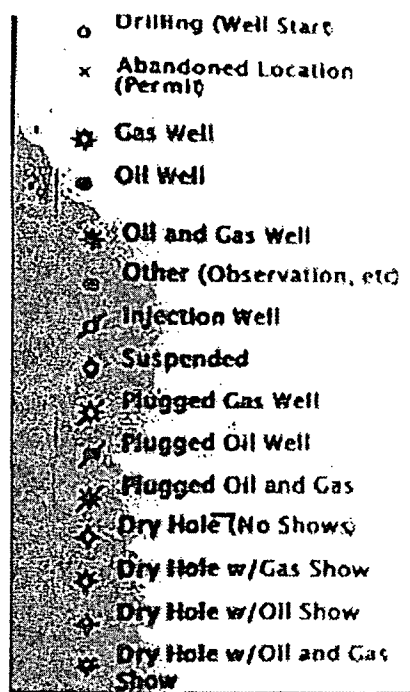 Drilling (Well Start)
Abandoned Location
(Permit)
Gas Well
Oil Well
Oil and Gas Well
Other (Observation, etc)
Injection Well
Suspended
Plugged Gas Well
Plugged Oil Well
Plugged Oil and Gas
Dry Hole (No Shows)
Dry Hole w/Gas Show
Dry Hole w/Oil Show
Dry Hole w/Oil and Gas
Show